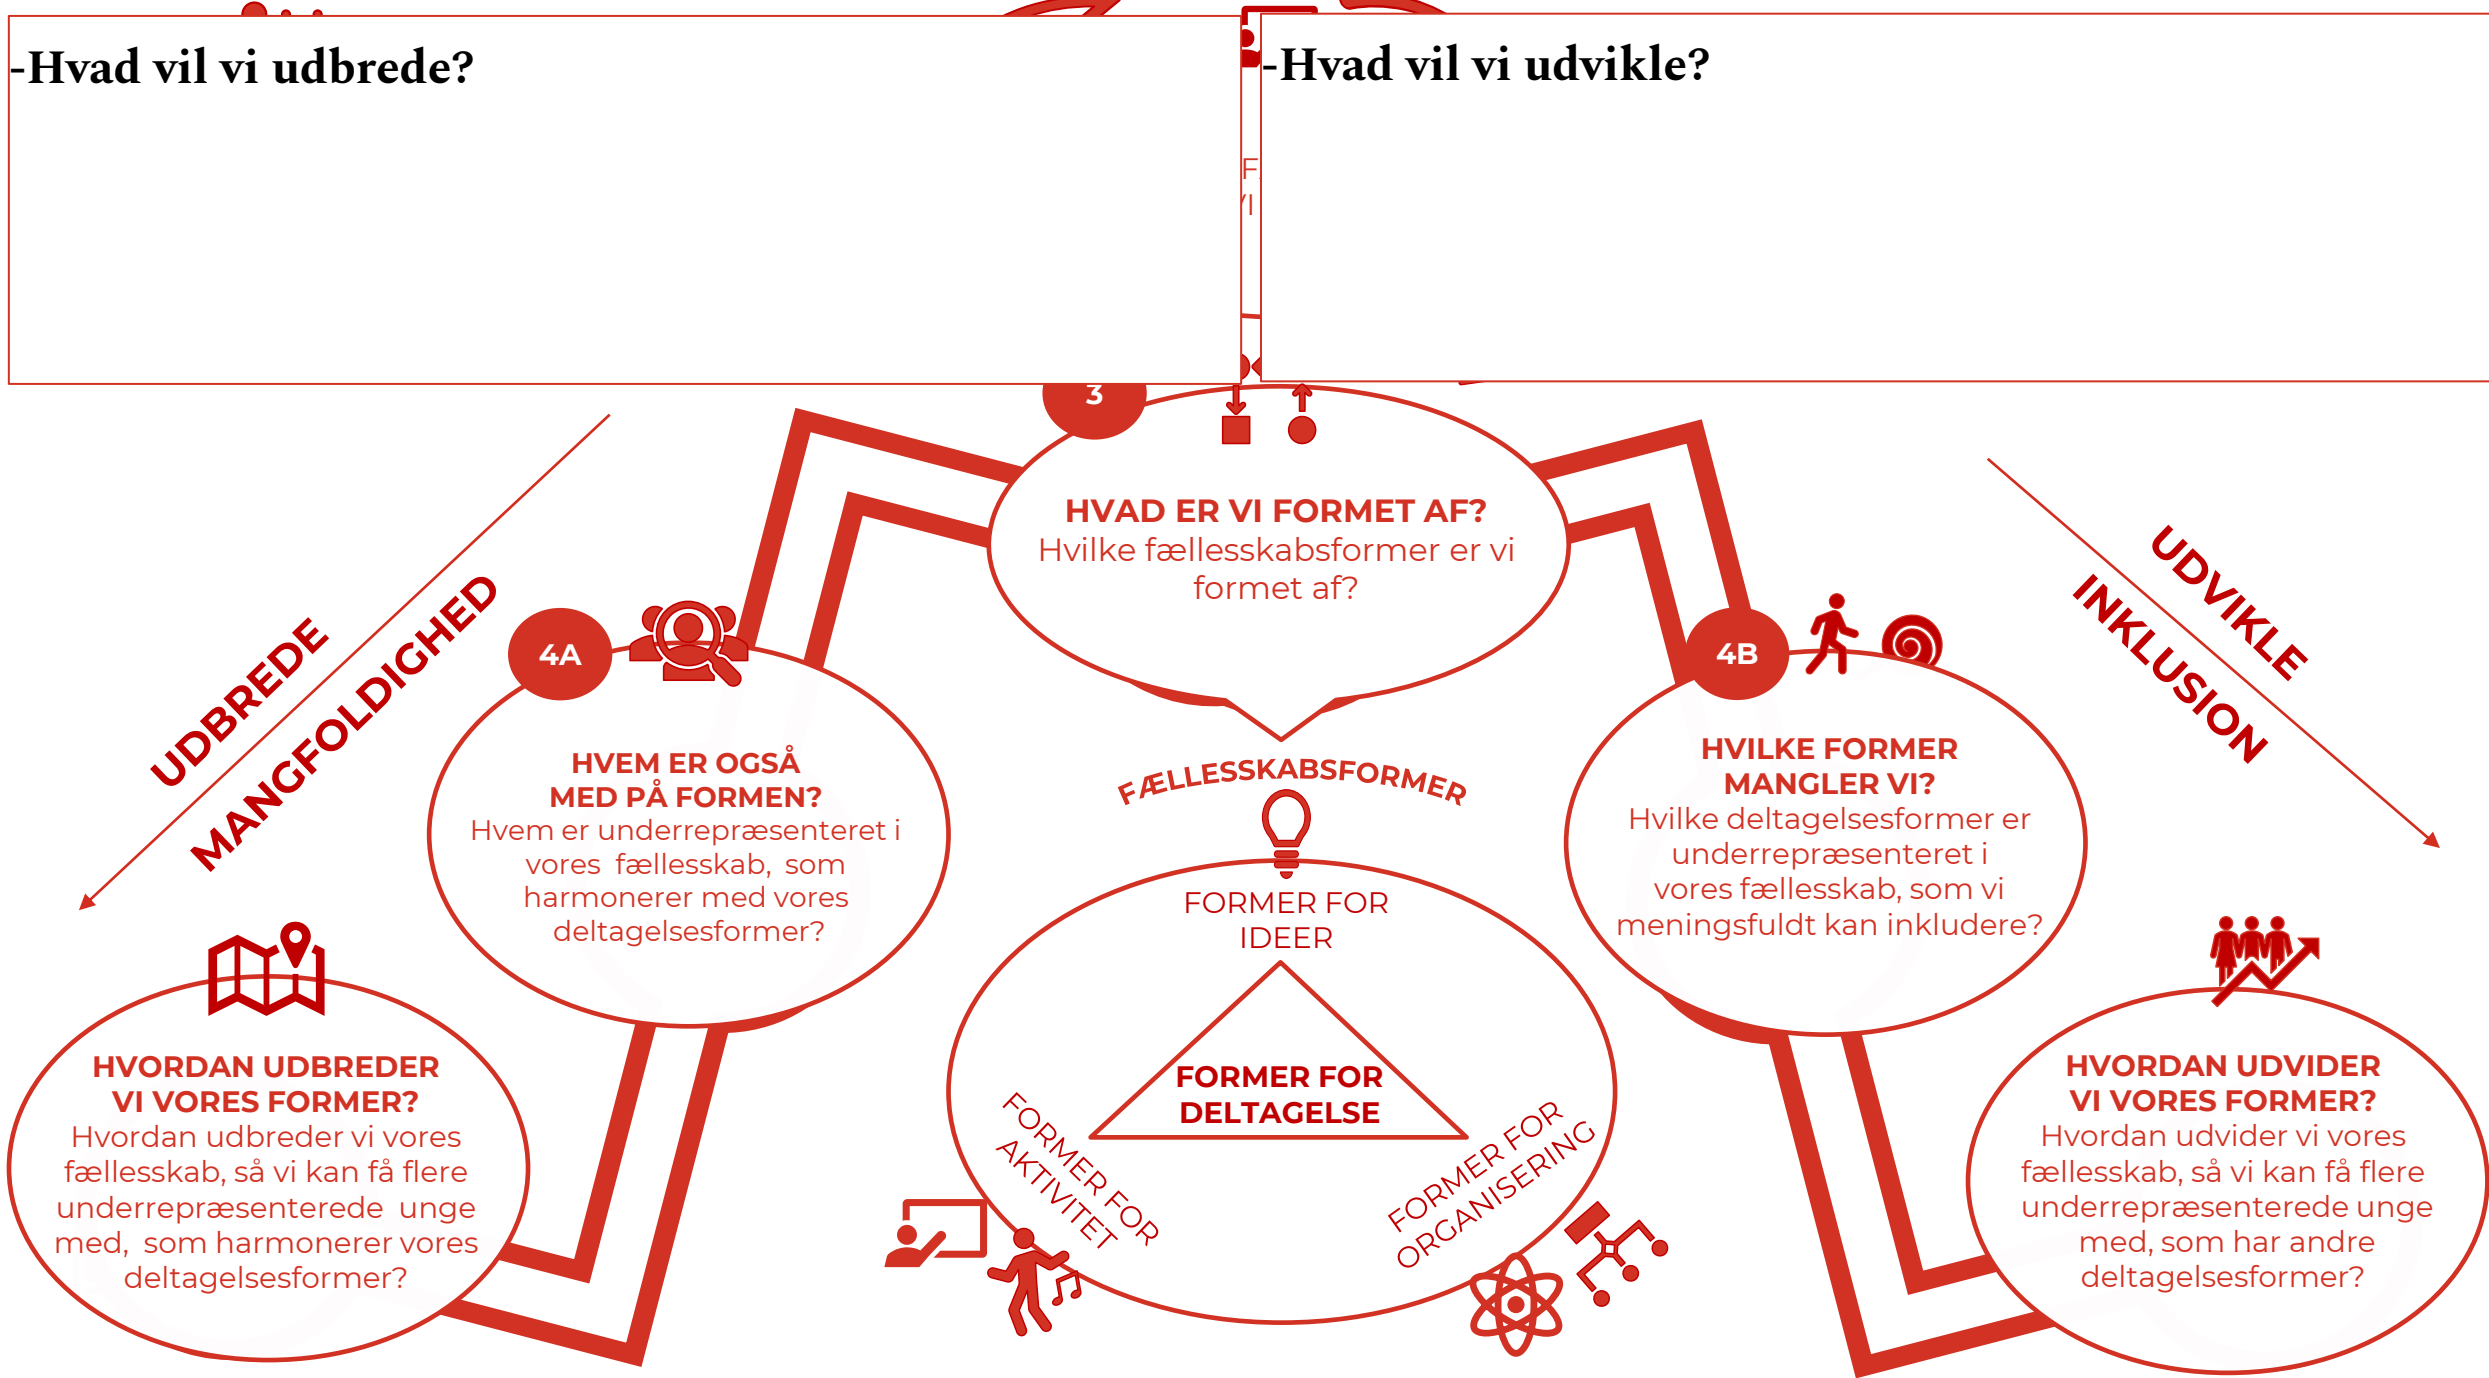 -Hvad vil vi udbrede?
-Hvad vil vi udvikle?
3
HVAD ER VI FORMET AF?
Hvilke fællesskabsformer er vi
formet af?
UDBREDE
MANGFOLDIGHED
UDVIKLE
INKLUSION
4A
HVEM ER OGSÅ
MED PÅ FORMEN?
Hvem er underrepræsenteret i
vores fællesskab, som
harmonerer med vores
deltagelsesformer?
4B
HVILKE FORMER
MANGLER VI?
Hvilke deltagelsesformer er
underrepræsenteret i
vores fællesskab, som vi
meningsfuldt kan inkludere?
FÆLLESSKABSFORMER
FORMER FOR
IDEER
FORMER FOR
DELTAGELSE
FORMER FOR
AKTIVITET
FORMER FOR
ORGANISERING
HVORDAN UDBREDER
VI VORES FORMER?
Hvordan udbreder vi vores
fællesskab, så vi kan få flere
underrepræsenterede unge
med, som harmonerer vores
deltagelsesformer?
HVORDAN UDVIDER
VI VORES FORMER?
Hvordan udvider vi vores
fællesskab, så vi kan få flere
underrepræsenterede unge
med, som har andre
deltagelsesformer?